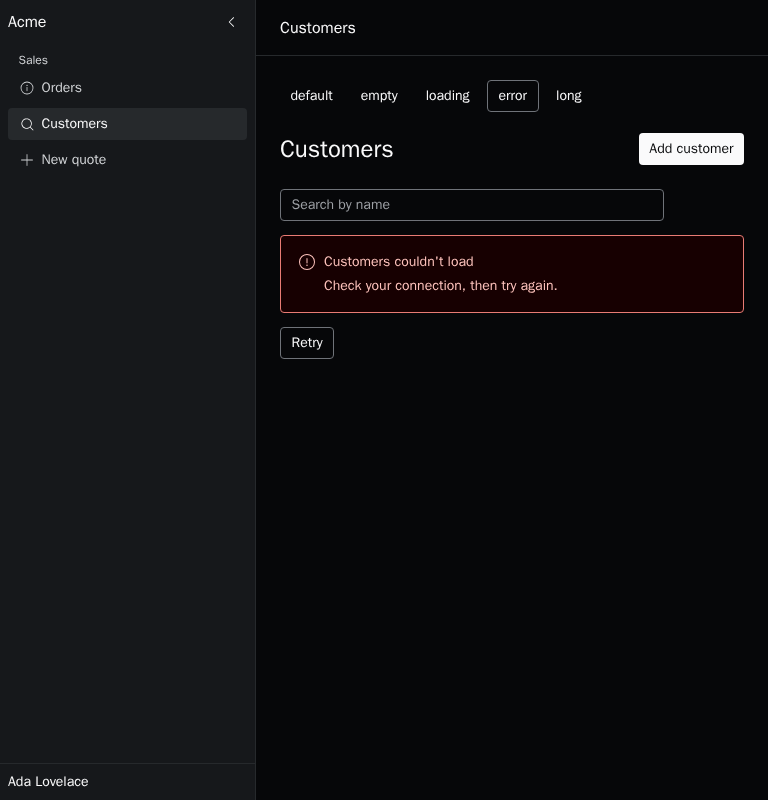 Acme
Sales
Orders
Customers
New quote
Ada Lovelace
Customers
default empty loading error long
Customers
Add customer
Search by name
Customers couldn't load
Check your connection, then try again.
Retry